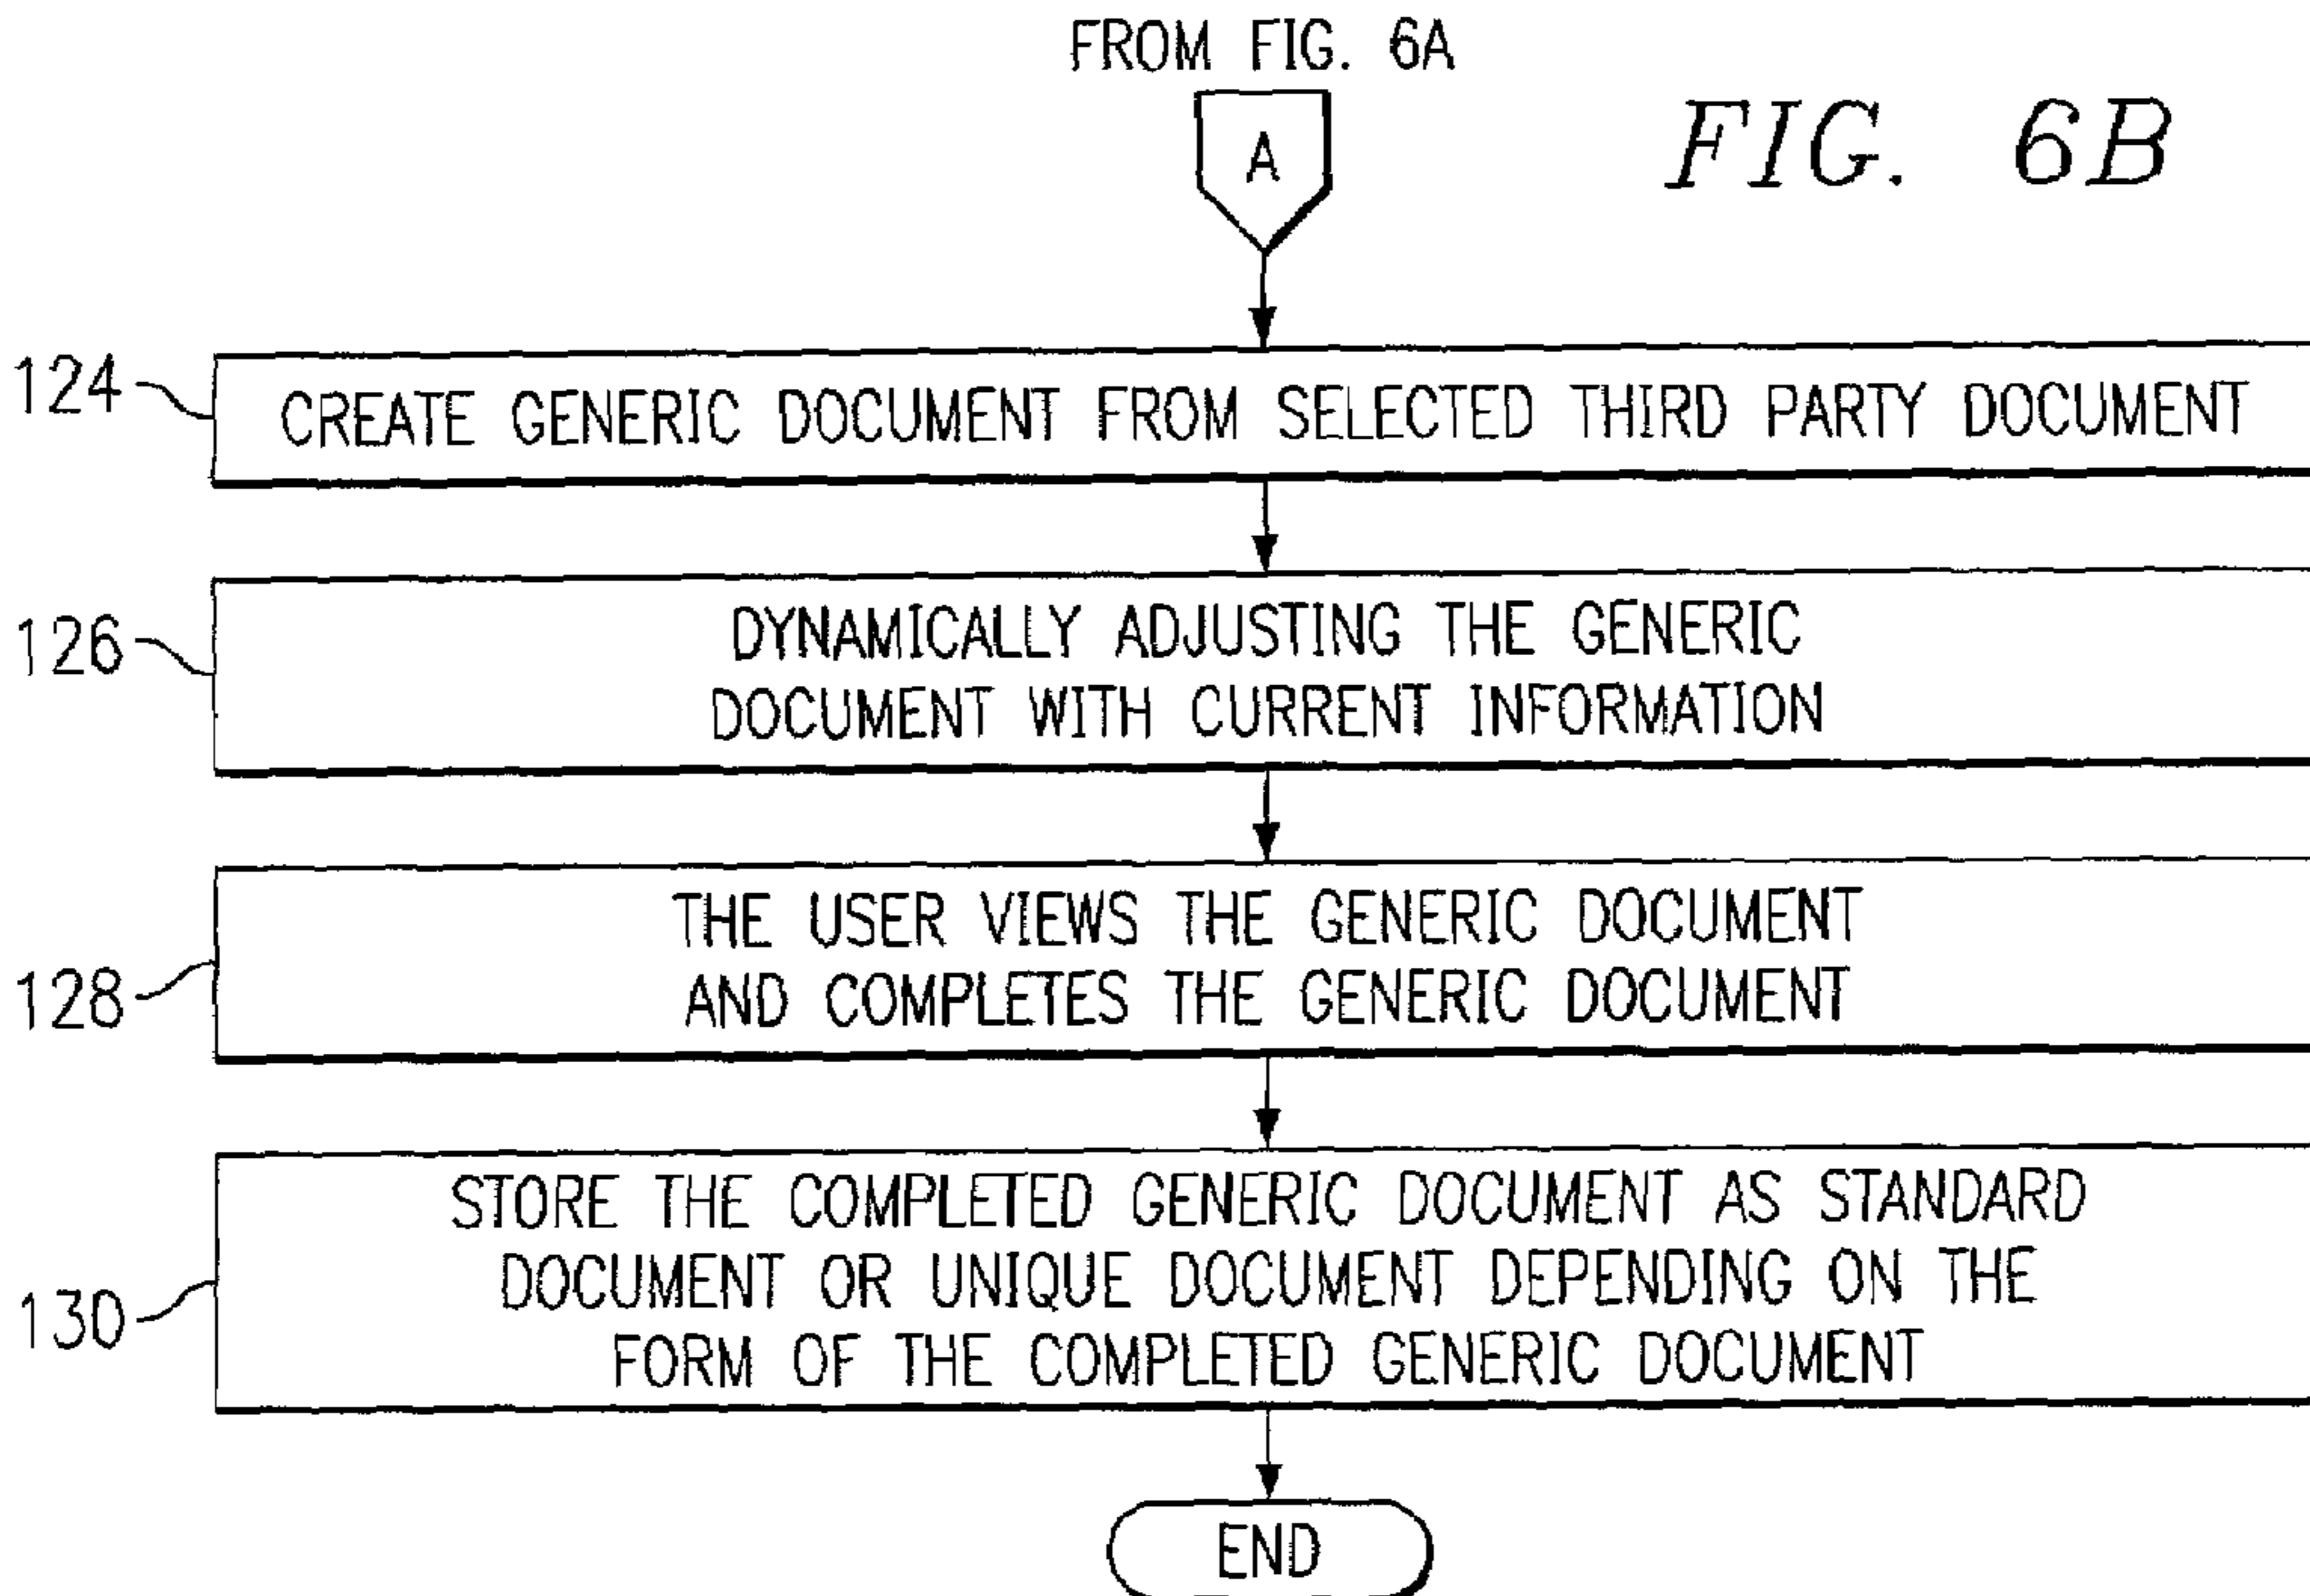 FROM FIG. 6A
A
FIG. 6B
124
CREATE GENERIC DOCUMENT FROM SELECTED THIRD PARTY DOCUMENT
126
DYNAMICALLY ADJUSTING THE GENERIC
DOCUMENT WITH CURRENT INFORMATION
128
THE USER VIEWS THE GENERIC DOCUMENT
AND COMPLETES THE GENERIC DOCUMENT
130
STORE THE COMPLETED GENERIC DOCUMENT AS STANDARD
DOCUMENT OR UNIQUE DOCUMENT DEPENDING ON THE
FORM OF THE COMPLETED GENERIC DOCUMENT
END